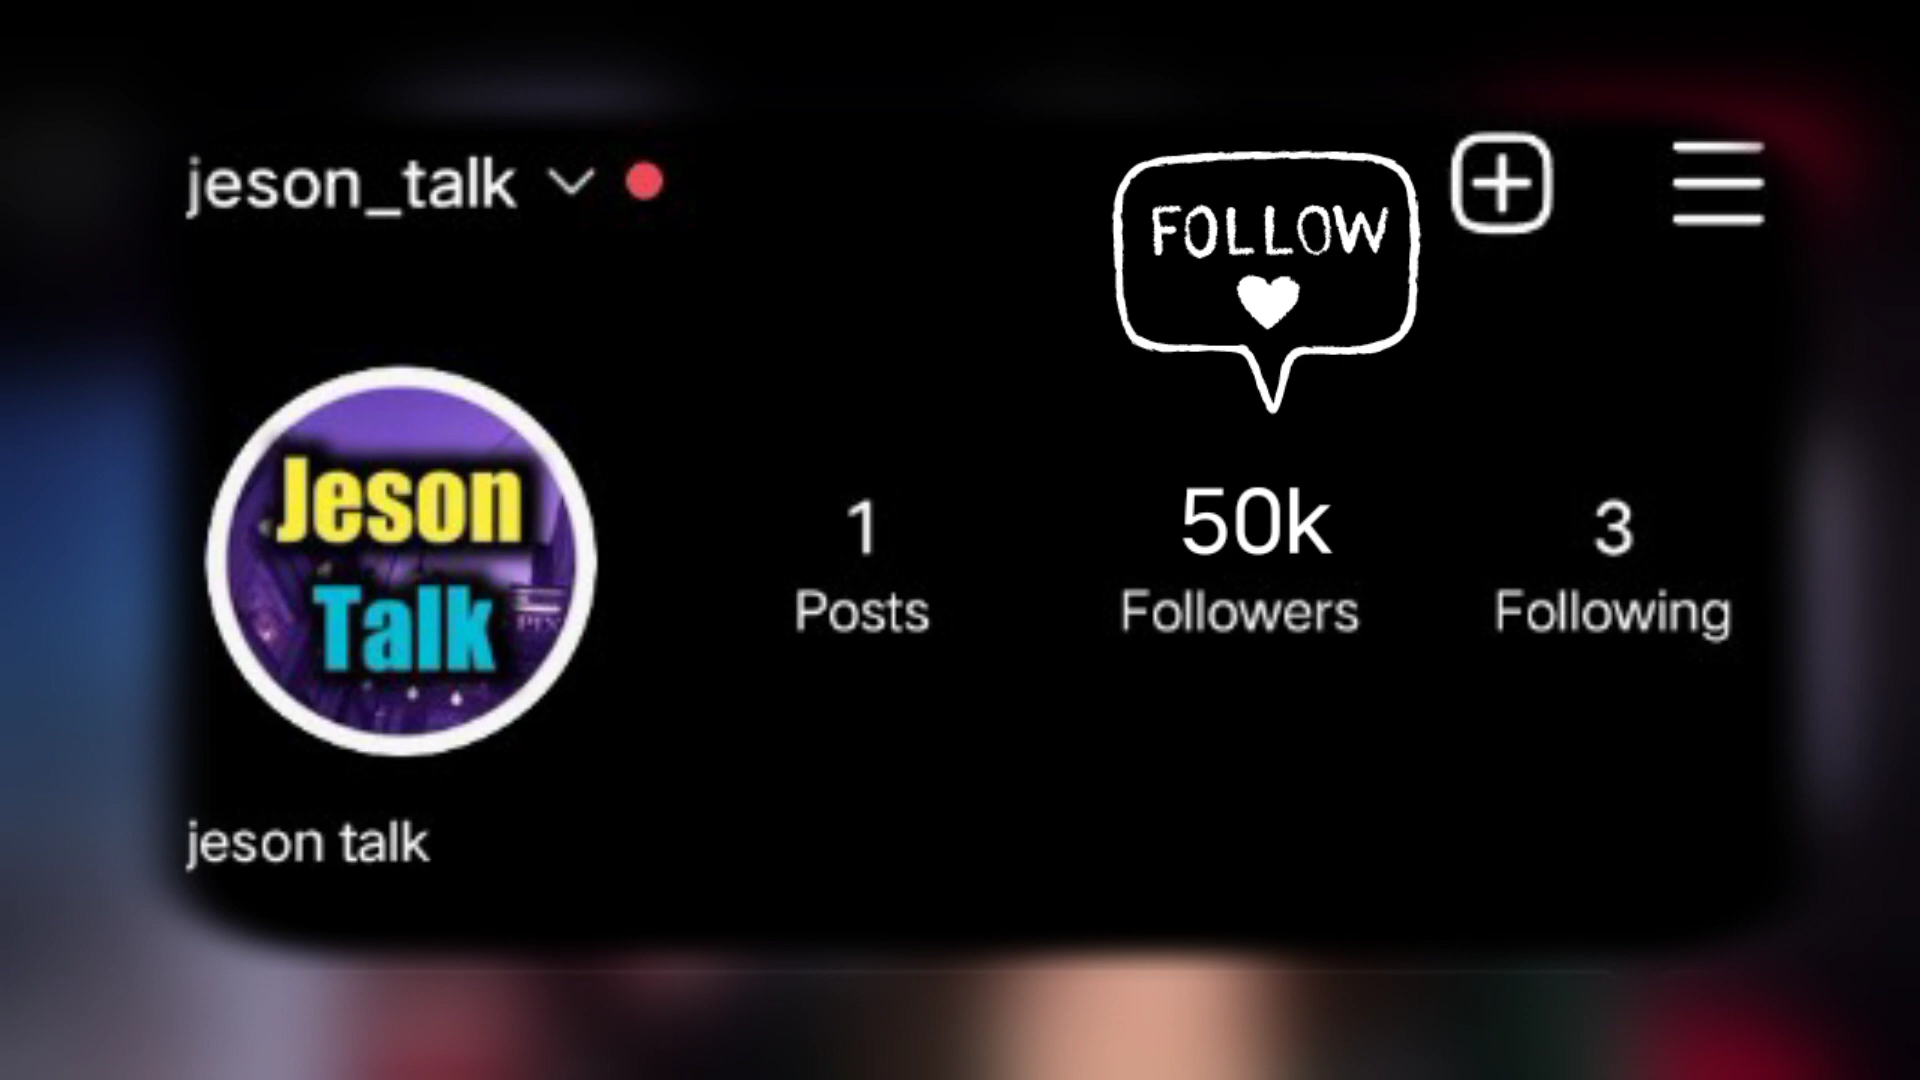 jeson_talk
FOLLOW
Jeson
Talk
1
Posts
50k
Followers
3
Following
jeson talk